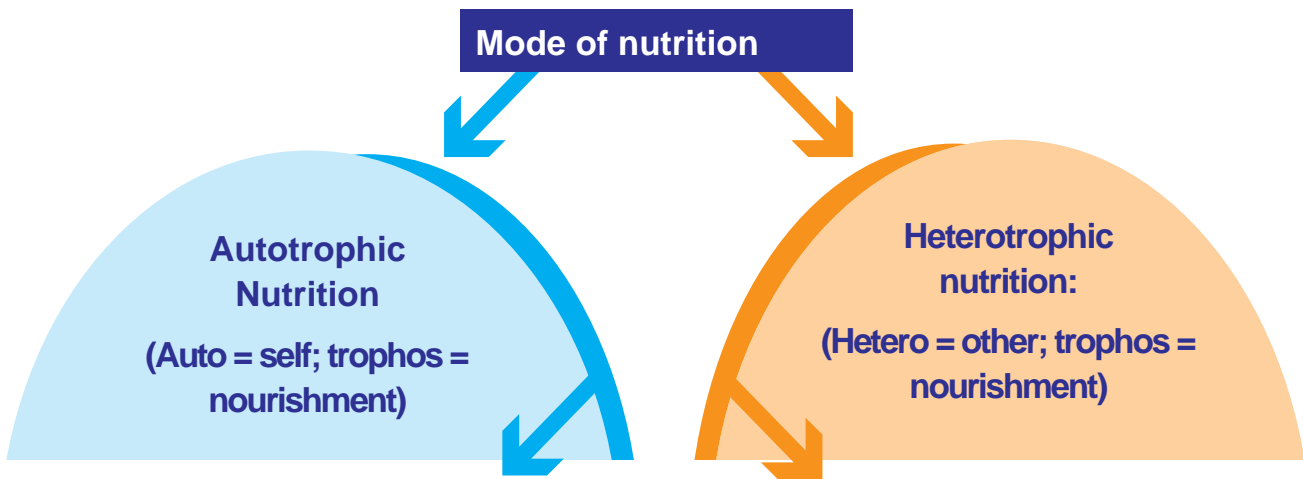 Mode of nutrition
Autotrophic
Nutrition
(Auto = self; trophos =
nourishment)
Heterotrophic
nutrition:
(Hetero = other; trophos =
nourishment)